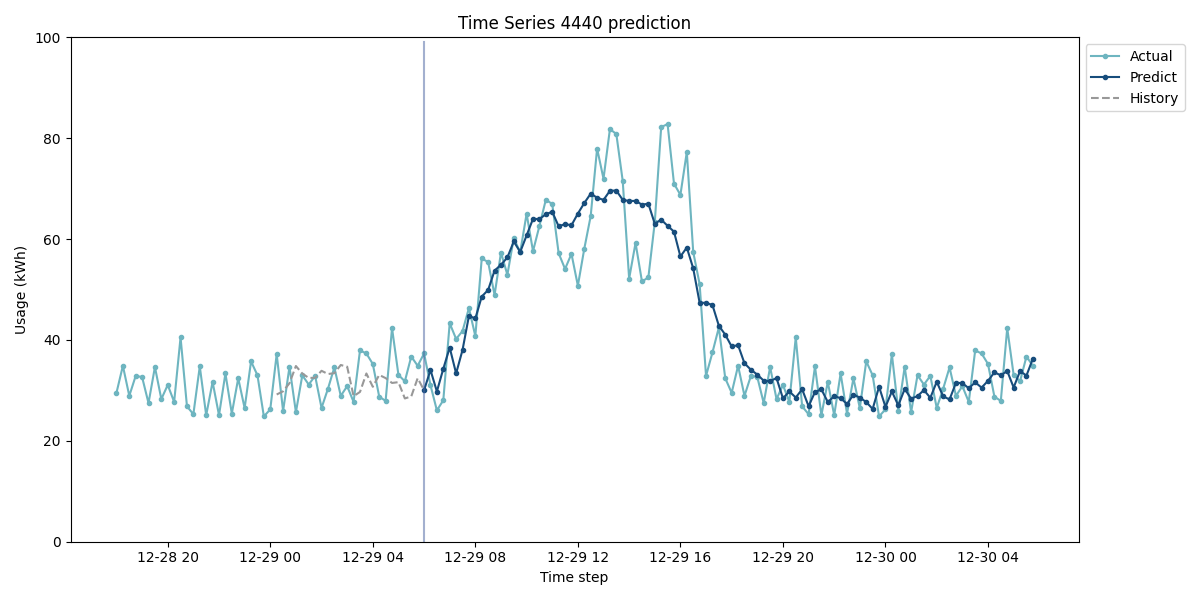 Time Series 4440 prediction
100
80
60
40
20
0
Usage (kWh)
12-28 20
12-29 00
12-29 04
12-29 08
12-29 12
12-29 16
12-29 20
12-30 00
12-30 04
Time step
Actual
Predict
History